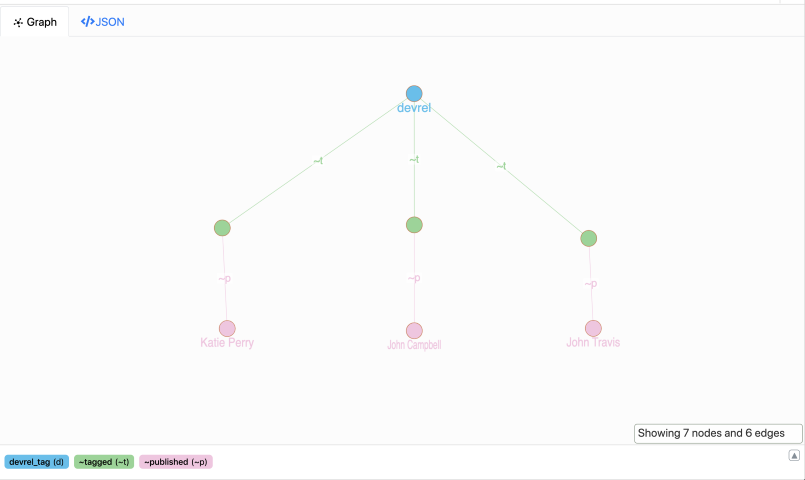 Graph
</>JSON
devrel
~t
~t
~t
~p
~p
~p
Katie Perry
John Campbell
John Travis
Showing 7 nodes and 6 edges
devrel_tag (d)
~tagged (~t)
~published (~p)